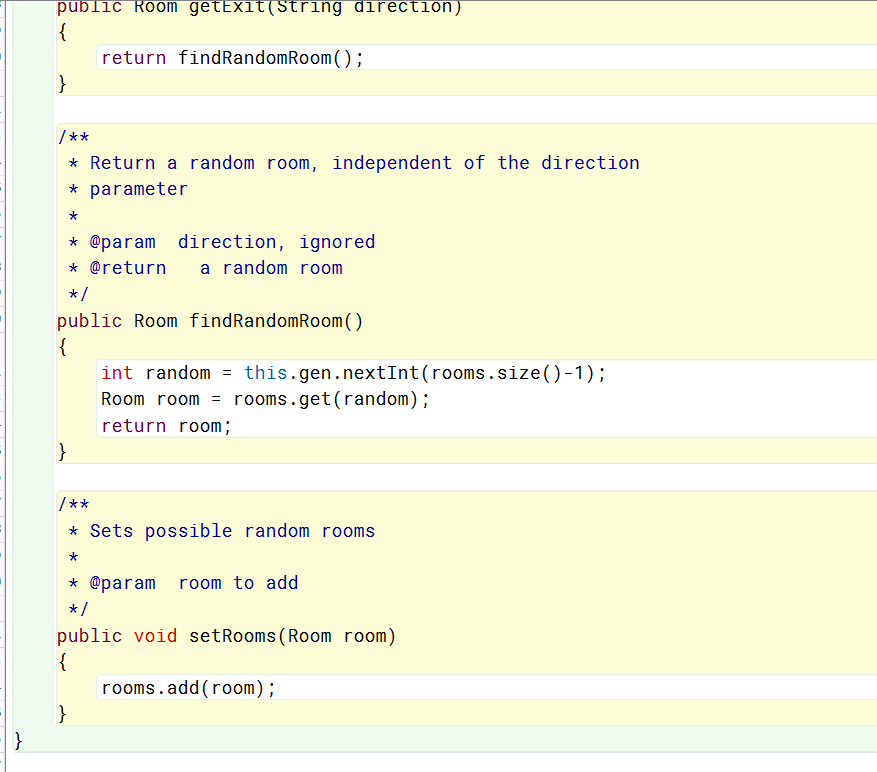 public Room getExit(String direction)
{
return findRandomRoom();
}
/**
* Return a random room, independent of the direction
* parameter
*
* @param  direction, ignored
* @return   a random room
*/
public Room findRandomRoom()
{
int random = this.gen.nextInt(rooms.size()-1);
Room room = rooms.get(random);
return room;
}
/**
* Sets possible random rooms
*
* @param  room to add
*/
public void setRooms(Room room)
{
rooms.add(room);
}
}